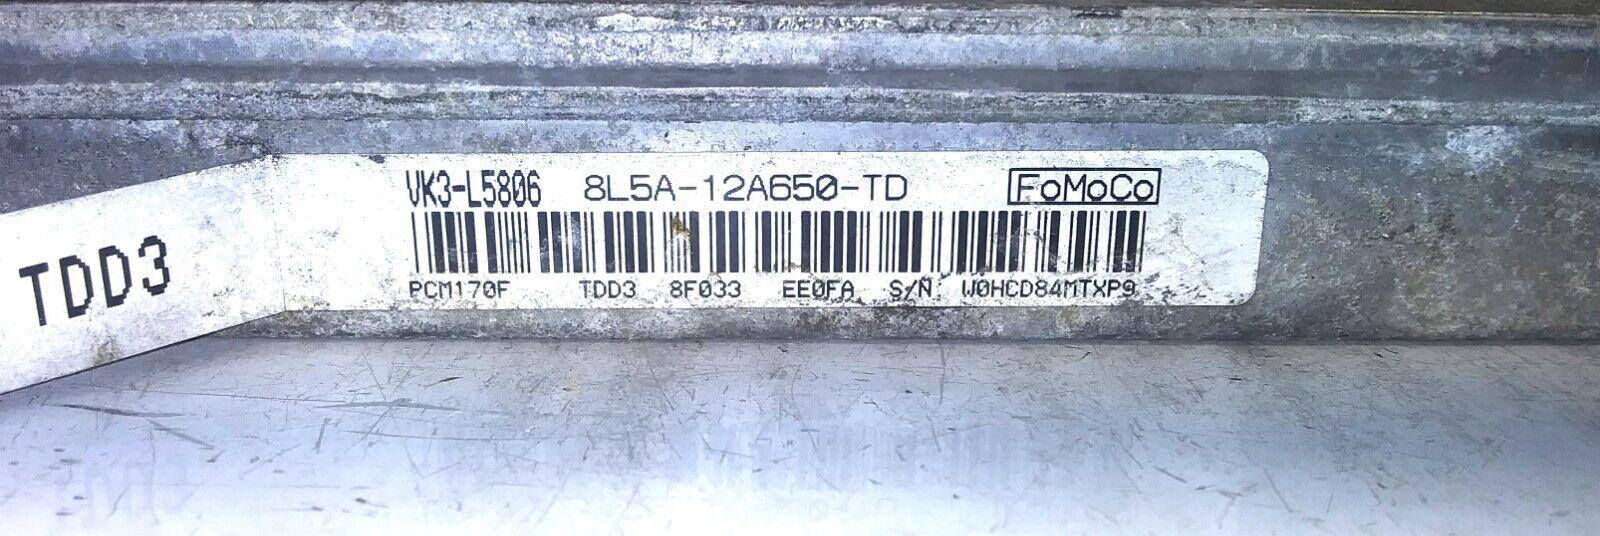 VK3-L5806 8L5A-12A650-TD FoMoCo
PCM170F TDD3 8F033 EE0FA S/N W0HCD84MTXP9
TDD3